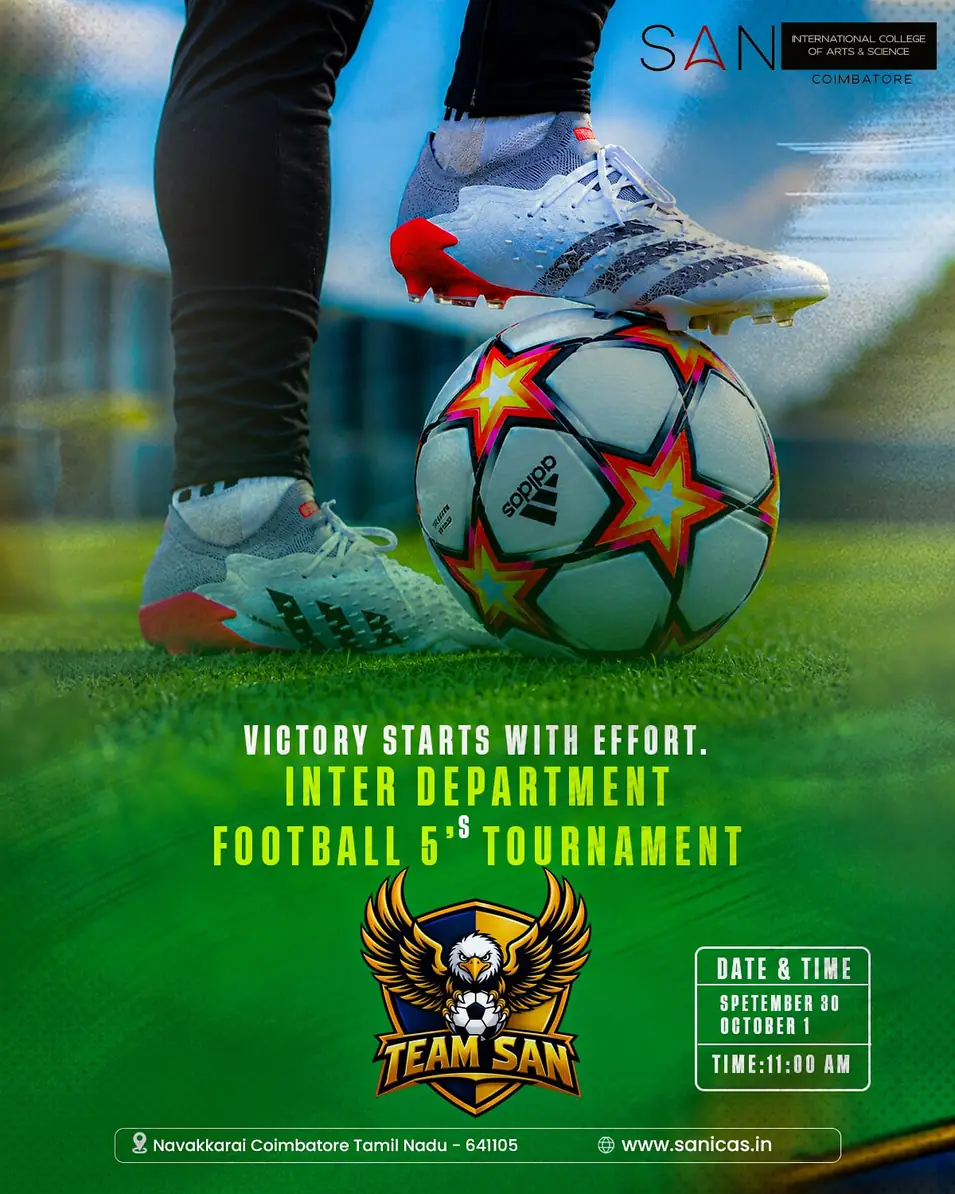 SAN
INTERNATIONAL COLLEGE
OF ARTS & SCIENCE
COIMBATORE
adidas
VICTORY STARTS WITH EFFORT.
INTER DEPARTMENT
FOOTBALL 5'S TOURNAMENT
TEAM SAN
DATE & TIME
SPETEMBER 30
OCTOBER 1
TIME:11:00 AM
Navakkarai Coimbatore Tamil Nadu - 641105
www.sanicas.in